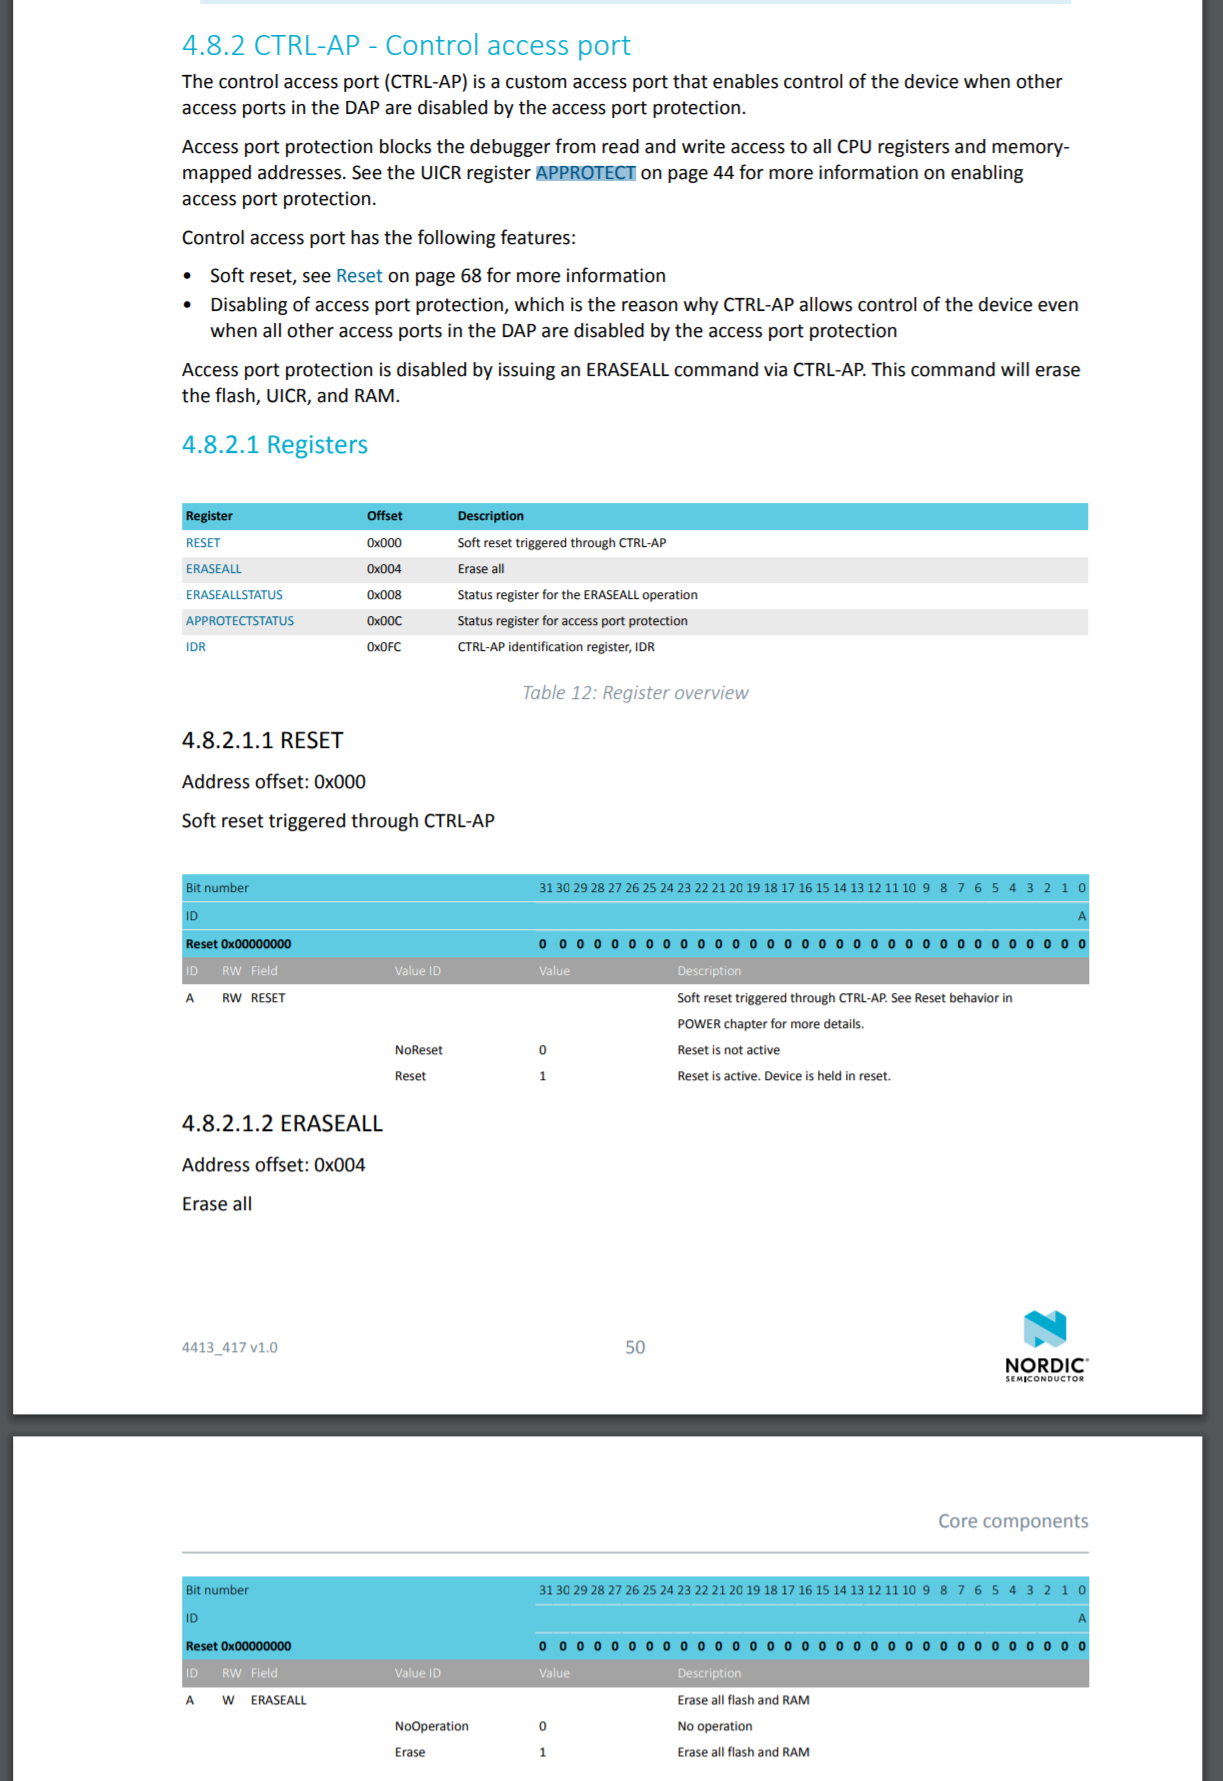 4.8.2 CTRL-AP - Control access port
The control access port (CTRL-AP) is a custom access port that enables control of the device when other
access ports in the DAP are disabled by the access port protection.
Access port protection blocks the debugger from read and write access to all CPU registers and memory-
mapped addresses. See the UICR register APPROTECT on page 44 for more information on enabling
access port protection.
Control access port has the following features:
• Soft reset, see Reset on page 68 for more information
• Disabling of access port protection, which is the reason why CTRL-AP allows control of the device even
when all other access ports in the DAP are disabled by the access port protection
Access port protection is disabled by issuing an ERASEALL command via CTRL-AP. This command will erase
the flash, UICR, and RAM.
4.8.2.1 Registers
Register Offset Description
RESET 0x000 Soft reset triggered through CTRL-AP
ERASEALL 0x004 Erase all
ERASEALLSTATUS 0x008 Status register for the ERASEALL operation
APPROTECTSTATUS 0x00C Status register for access port protection
IDR 0x0FC CTRL-AP identification register, IDR
Table 12: Register overview
4.8.2.1.1 RESET
Address offset: 0x000
Soft reset triggered through CTRL-AP
Bit number 31 30 29 28 27 26 25 24 23 22 21 20 19 18 17 16 15 14 13 12 11 10 9 8 7 6 5 4 3 2 1 0
ID A
Reset 0x00000000 0 0 0 0 0 0 0 0 0 0 0 0 0 0 0 0 0 0 0 0 0 0 0 0 0 0 0 0 0 0 0 0
ID RW Field Value ID Value Description
A RW RESET Soft reset triggered through CTRL-AP. See Reset behavior in
POWER chapter for more details.
NoReset 0 Reset is not active
Reset 1 Reset is active. Device is held in reset.
4.8.2.1.2 ERASEALL
Address offset: 0x004
Erase all
4413_417 v1.0 50 NORDIC
SEMICONDUCTOR
Core components
Bit number 31 30 29 28 27 26 25 24 23 22 21 20 19 18 17 16 15 14 13 12 11 10 9 8 7 6 5 4 3 2 1 0
ID A
Reset 0x00000000 0 0 0 0 0 0 0 0 0 0 0 0 0 0 0 0 0 0 0 0 0 0 0 0 0 0 0 0 0 0 0 0
ID RW Field Value ID Value Description
A W ERASEALL Erase all flash and RAM
NoOperation 0 No operation
Erase 1 Erase all flash and RAM